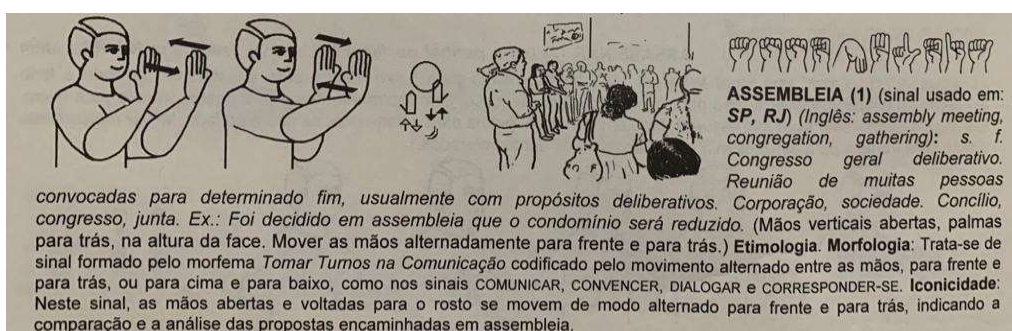 ASSEMBLEIA (1) (sinal usado em:
SP, RJ) (Inglês: assembly meeting,
congregation, gathering): s. f.
Congresso geral deliberativo.
Reunião de muitas pessoas
convocadas para determinado fim, usualmente com propósitos deliberativos. Corporação, sociedade. Concílio,
congresso, junta. Ex.: Foi decidido em assembleia que o condomínio será reduzido. (Mãos verticais abertas, palmas
para trás, na altura da face. Mover as mãos alternadamente para frente e para trás.) Etimologia. Morfologia: Trata-se de
sinal formado pelo morfema Tomar Turnos na Comunicação codificado pelo movimento alternado entre as mãos, para frente e
para trás, ou para cima e para baixo, como nos sinais COMUNICAR, CONVENCER, DIALOGAR e CORRESPONDER-SE. Iconicidade:
Neste sinal, as mãos abertas e voltadas para o rosto se movem de modo alternado para frente e para trás, indicando a
comparação e a análise das propostas encaminhadas em assembleia.